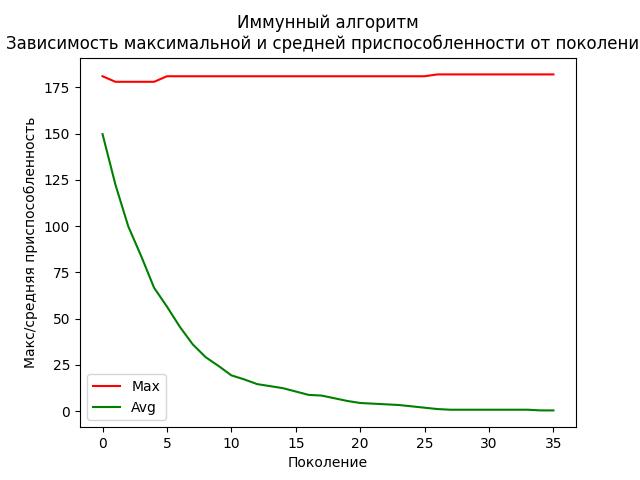 Иммунный алгоритм
Зависимость максимальной и средней приспособленности от поколени
175
150
125
100
75
50
25
0
Макс/средняя приспособленность
Max
Avg
0 5 10 15 20 25 30 35
Поколение